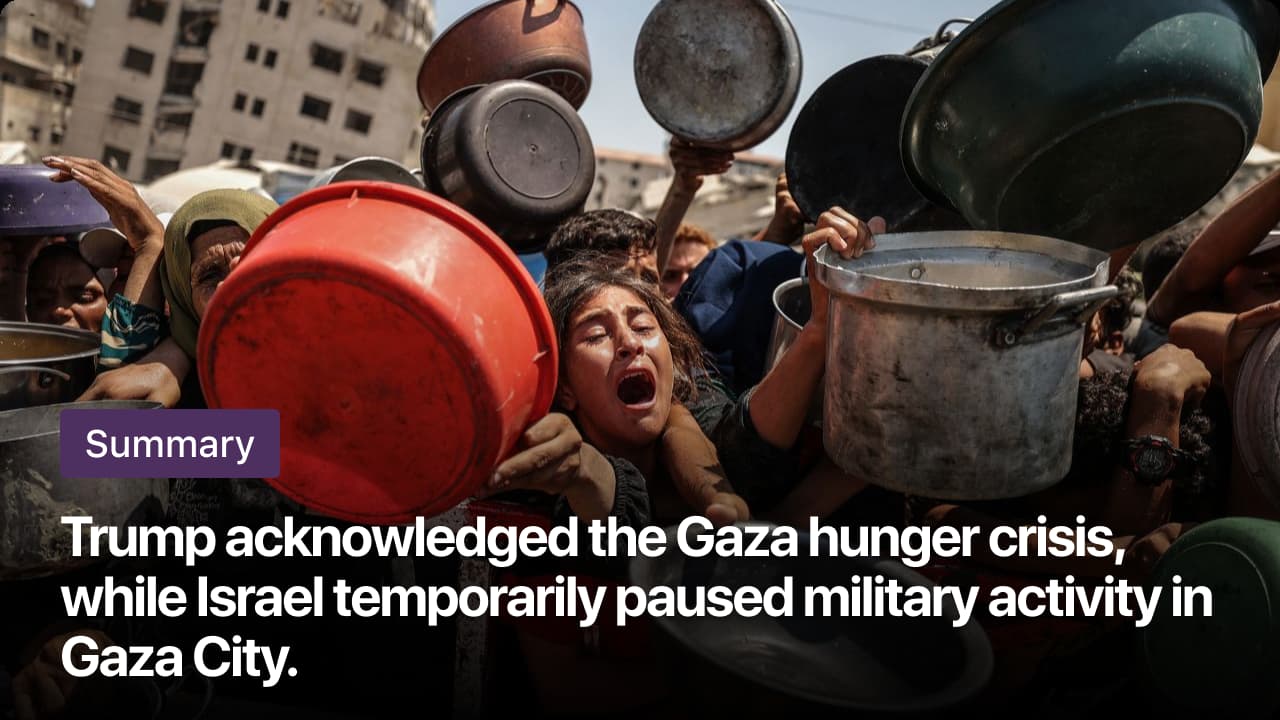 Summary
Trump acknowledged the Gaza hunger crisis,
while Israel temporarily paused military activity in
Gaza City.